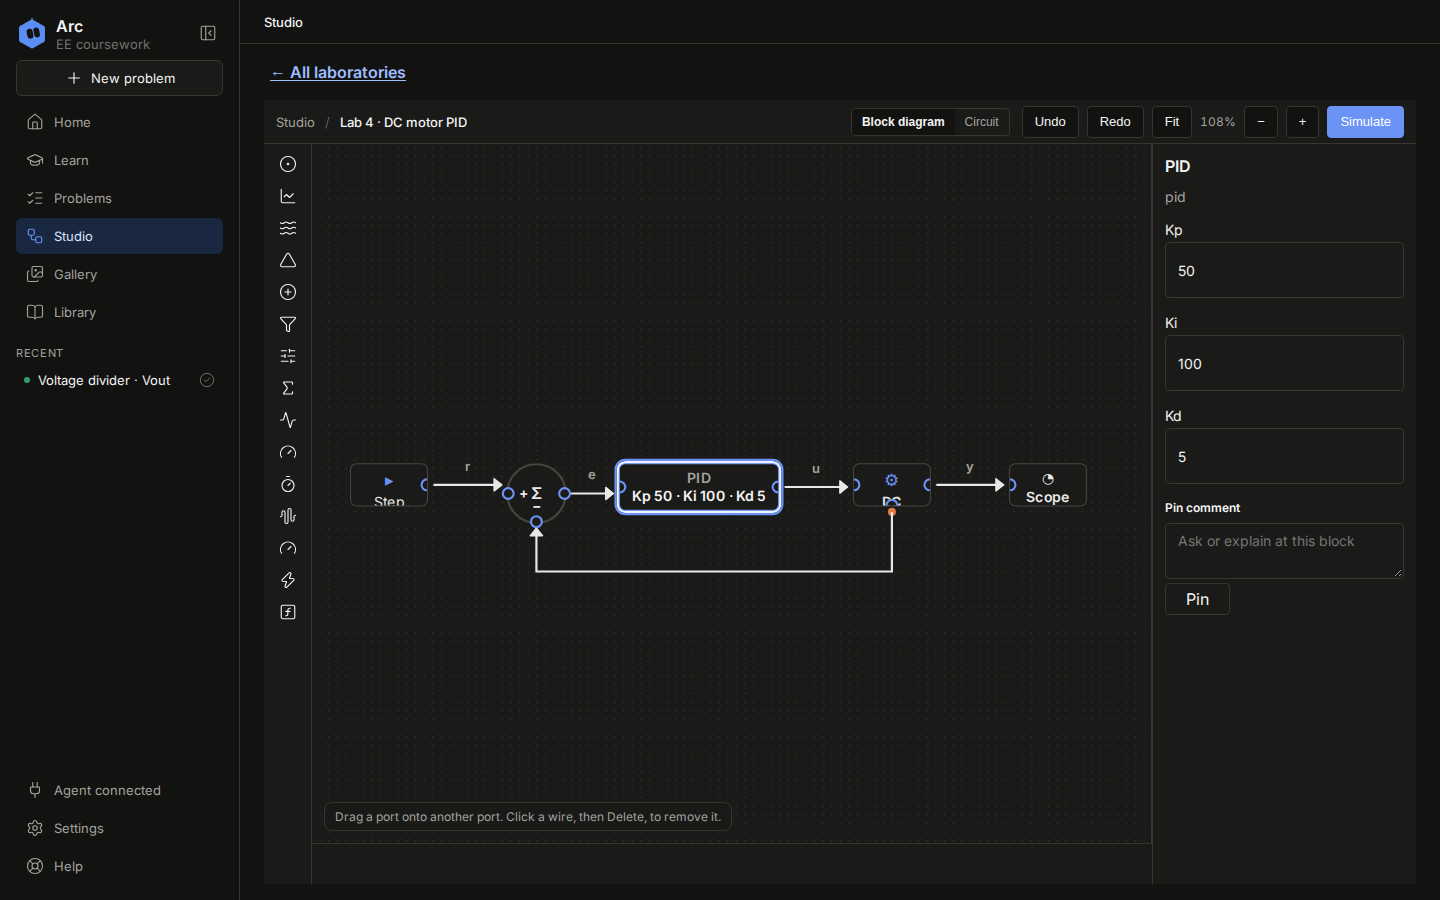 Arc
EE coursework
New problem
Home
Learn
Problems
Studio
Gallery
Library
RECENT
Voltage divider · Vout
Agent connected
Settings
Help
Studio
← All laboratories
Studio / Lab 4 · DC motor PID
Block diagram
Circuit
Undo
Redo
Fit
108%
−
+
Simulate
r
e
u
y
Step
+ Σ
−
PID
Kp 50 · Ki 100 · Kd 5
DC
Scope
Drag a port onto another port. Click a wire, then Delete, to remove it.
PID
pid
Kp
50
Ki
100
Kd
5
Pin comment
Ask or explain at this block
Pin